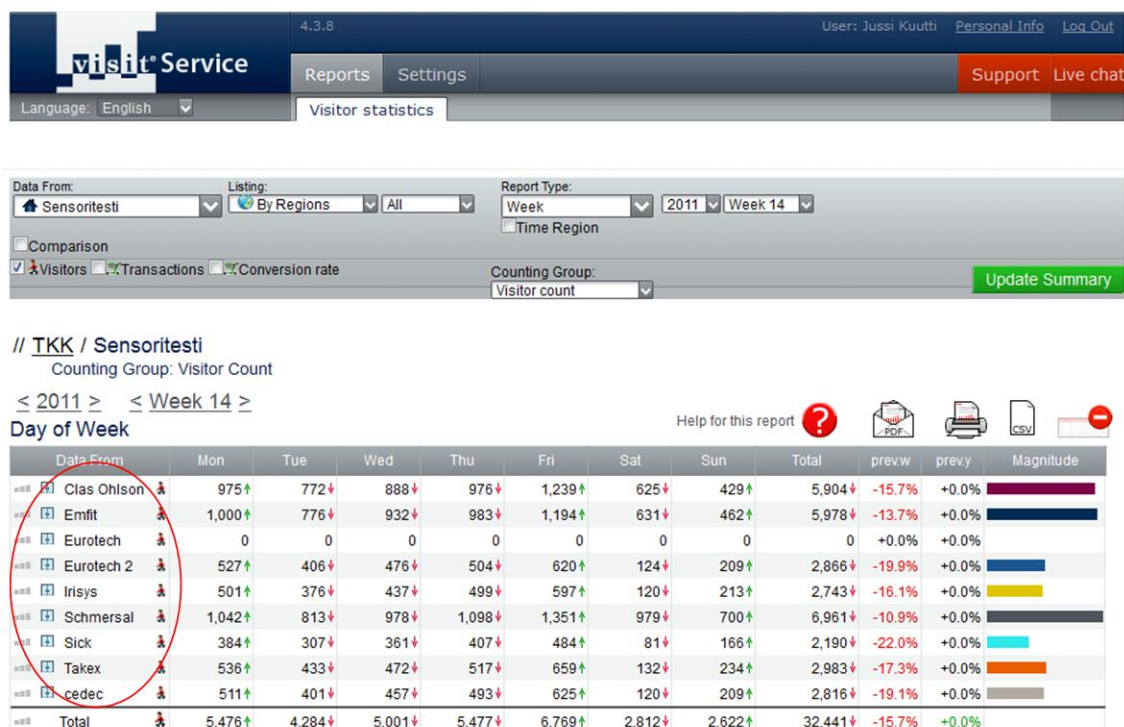 4.3.8 User: Jussi Kuutti Personal Info Log Out
visit® Service
Reports Settings Support Live chat
Language: English Visitor statistics
Data From: Listing: Report Type:
Sensoritesti By Regions All Week 2011 Week 14
Time Region
Comparison
Visitors Transactions Conversion rate
Counting Group:
Visitor count
Update Summary
// TKK / Sensoritesti
Counting Group: Visitor Count
< 2011 > < Week 14 >
Help for this report ? PDF CSV
Day of Week
Data From Mon Tue Wed Thu Fri Sat Sun Total prev.w prev.y Magnitude
Clas Ohlson 975↑ 772↓ 888↓ 976↓ 1,239↑ 625↓ 429↑ 5,904↓ -15.7% +0.0%
Emfit 1,000↑ 776↓ 932↓ 983↓ 1,194↑ 631↓ 462↑ 5,978↓ -13.7% +0.0%
Eurotech 0 0 0 0 0 0 0 0 +0.0% +0.0%
Eurotech 2 527↑ 406↓ 476↓ 504↓ 620↑ 124↓ 209↑ 2,866↓ -19.9% +0.0%
Irisys 501↑ 376↓ 437↓ 499↓ 597↑ 120↓ 213↑ 2,743↓ -16.1% +0.0%
Schmersal 1,042↑ 813↓ 978↓ 1,098↓ 1,351↑ 979↓ 700↑ 6,961↓ -10.9% +0.0%
Sick 384↑ 307↓ 361↓ 407↓ 484↑ 81↓ 166↑ 2,190↓ -22.0% +0.0%
Takex 536↑ 433↓ 472↓ 517↓ 659↑ 132↓ 234↑ 2,983↓ -17.3% +0.0%
cedec 511↑ 401↓ 457↓ 493↓ 625↑ 120↓ 209↑ 2,816↓ -19.1% +0.0%
Total 5,476↑ 4,284↓ 5,001↓ 5,477↓ 6,769↑ 2,812↓ 2,622↑ 32,441↓ -15.7% +0.0%